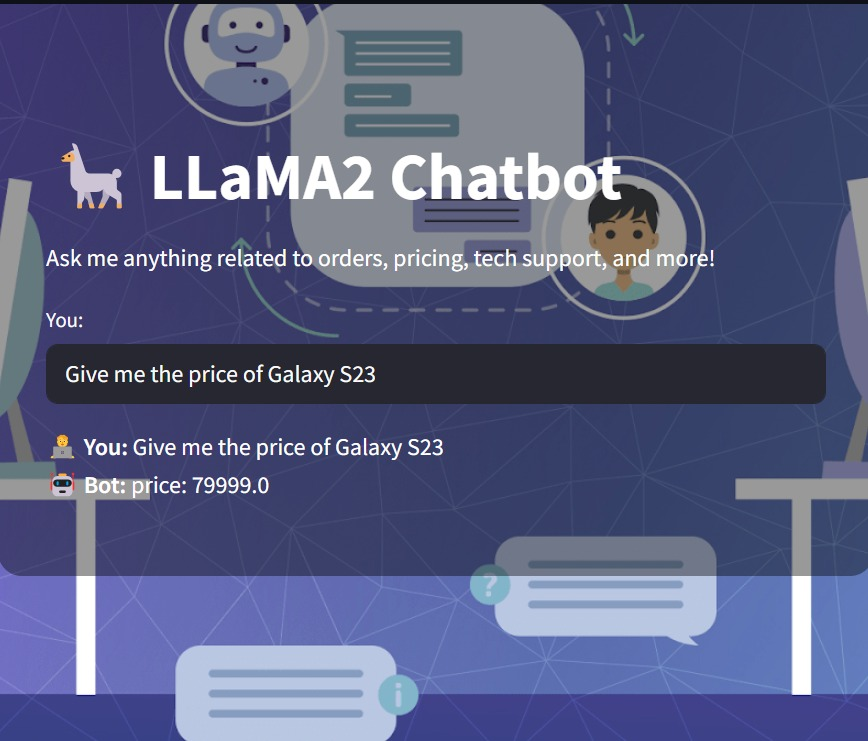 🦙 LLaMA2 Chatbot
Ask me anything related to orders, pricing, tech support, and more!
You:
Give me the price of Galaxy S23
🧑‍💻 You: Give me the price of Galaxy S23
🤖 Bot: price: 79999.0
?
i